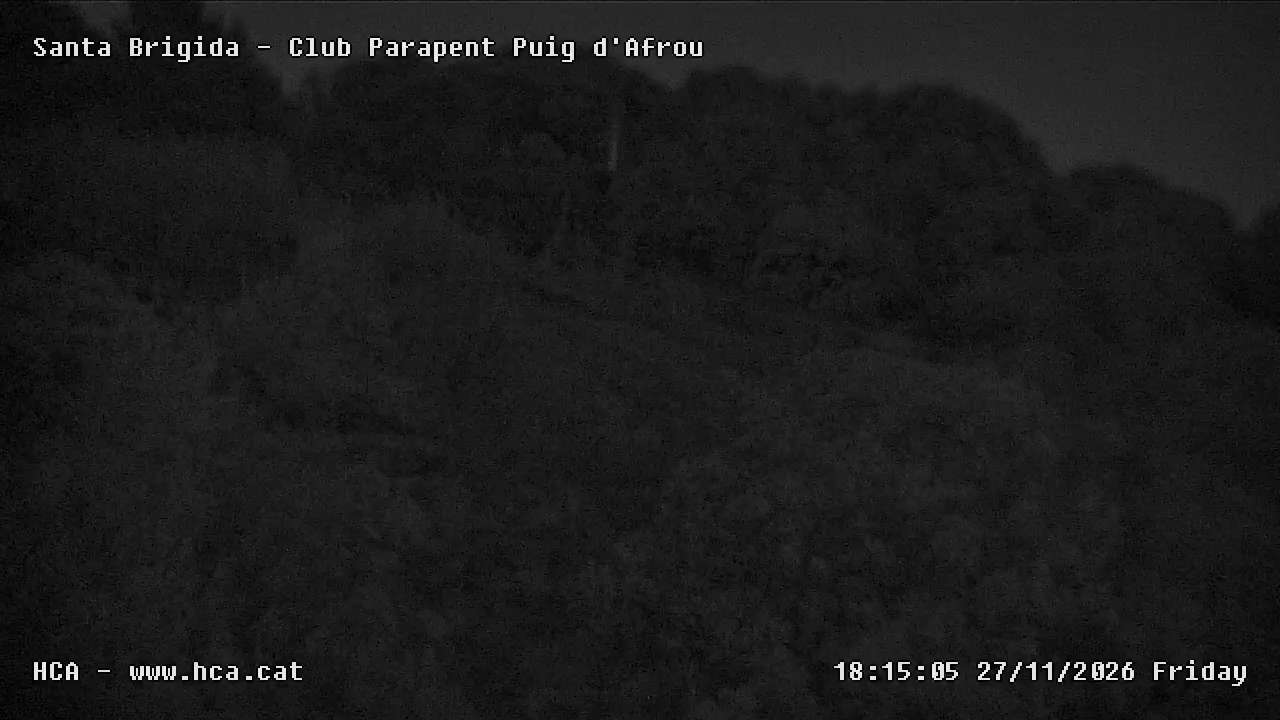 Santa Brigida - Club Parapent Puig d'Afrou
HCA - www.hca.cat
18:15:05 27/11/2026 Friday